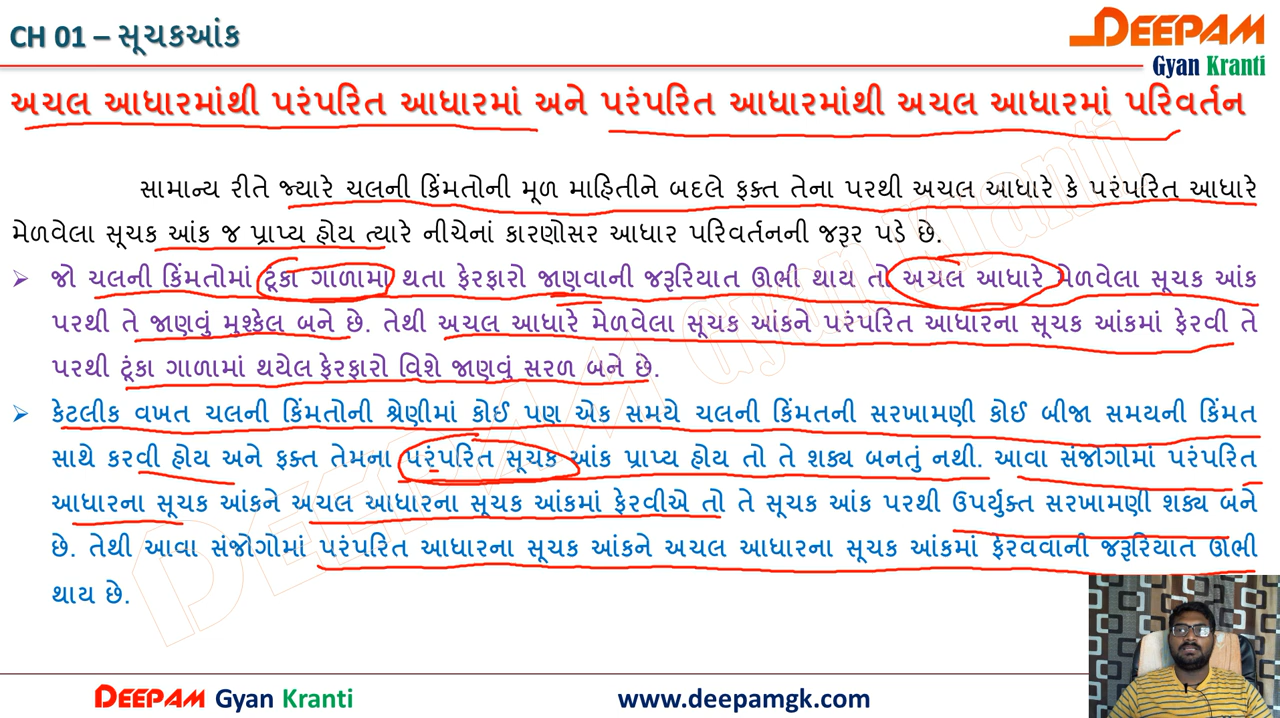 CH 01 – સૂચકઆંક
DEEPAM
Gyan Kranti
અચલ આધારમાંથી પરંપરિત આધારમાં અને પરંપરિત આધારમાંથી અચલ આધારમાં પરિવર્તન
સામાન્ય રીતે જ્યારે ચલની કિંમતોની મૂળ માહિતીને બદલે ફક્ત તેના પરથી અચલ આધારે કે પરંપરિત આધારે
મેળવેલા સૂચક આંક જ પ્રાપ્ય હોય ત્યારે નીચેનાં કારણોસર આધાર પરિવર્તનની જરૂર પડે છે.
➢ જો ચલની કિંમતોમાં ટૂંકા ગાળામાં થતા ફેરફારો જાણવાની જરૂરિયાત ઊભી થાય તો અચલ આધારે મેળવેલા સૂચક આંક
પરથી તે જાણવું મુશ્કેલ બને છે. તેથી અચલ આધારે મેળવેલા સૂચક આંકને પરંપરિત આધારના સૂચક આંકમાં ફેરવી તે
પરથી ટૂંકા ગાળામાં થયેલ ફેરફારો વિશે જાણવું સરળ બને છે.
➢ કેટલીક વખત ચલની કિંમતોની શ્રેણીમાં કોઈ પણ એક સમયે ચલની કિંમતની સરખામણી કોઈ બીજા સમયની કિંમત
સાથે કરવી હોય અને ફક્ત તેમના પરંપરિત સૂચક આંક પ્રાપ્ય હોય તો તે શક્ય બનતું નથી. આવા સંજોગોમાં પરંપરિત
આધારના સૂચક આંકને અચલ આધારના સૂચક આંકમાં ફેરવીએ તો તે સૂચક આંક પરથી ઉપર્યુક્ત સરખામણી શક્ય બને
છે. તેથી આવા સંજોગોમાં પરંપરિત આધારના સૂચક આંકને અચલ આધારના સૂચક આંકમાં ફેરવવાની જરૂરિયાત ઊભી
થાય છે.
DEEPAM Gyan Kranti
DEEPAM Gyan Kranti
www.deepamgk.com